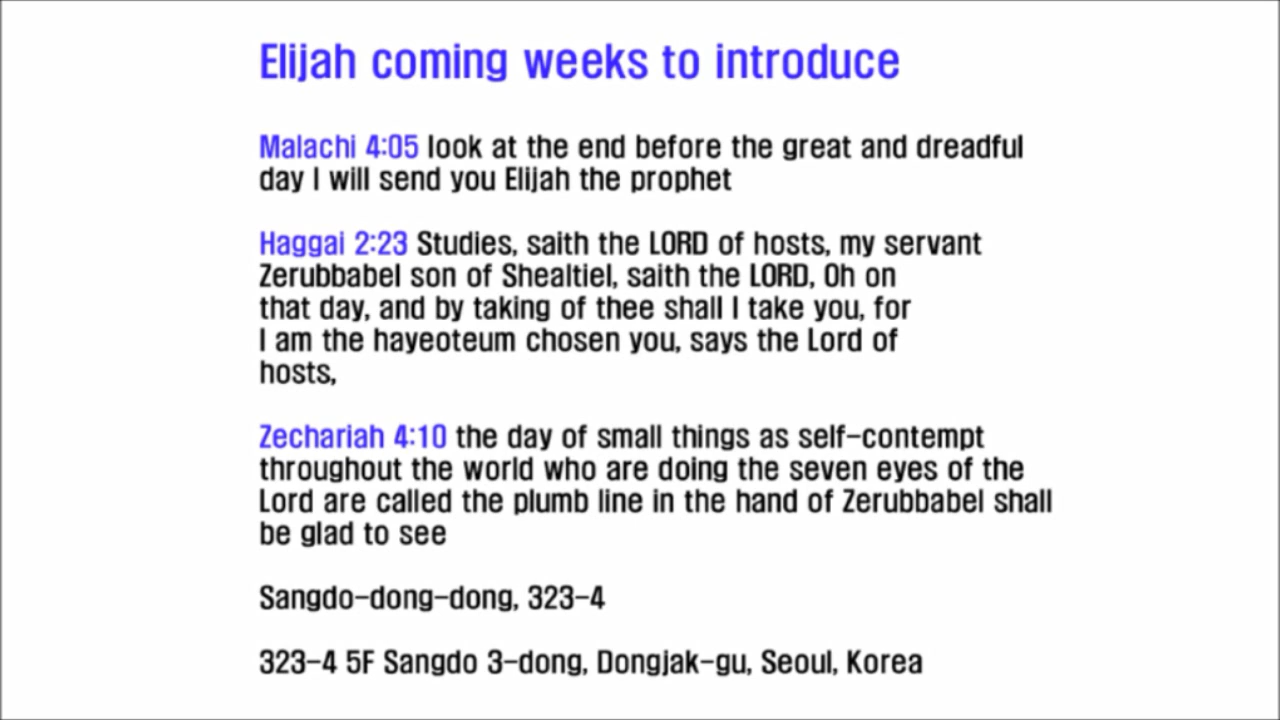 Elijah coming weeks to introduce
Malachi 4:05 look at the end before the great and dreadful
day I will send you Elijah the prophet
Haggai 2:23 Studies, saith the LORD of hosts, my servant
Zerubbabel son of Shealtiel, saith the LORD, Oh on
that day, and by taking of thee shall I take you, for
I am the hayeoteum chosen you, says the Lord of
hosts,
Zechariah 4:10 the day of small things as self-contempt
throughout the world who are doing the seven eyes of the
Lord are called the plumb line in the hand of Zerubbabel shall
be glad to see
Sangdo-dong-dong, 323-4
323-4 5F Sangdo 3-dong, Dongjak-gu, Seoul, Korea